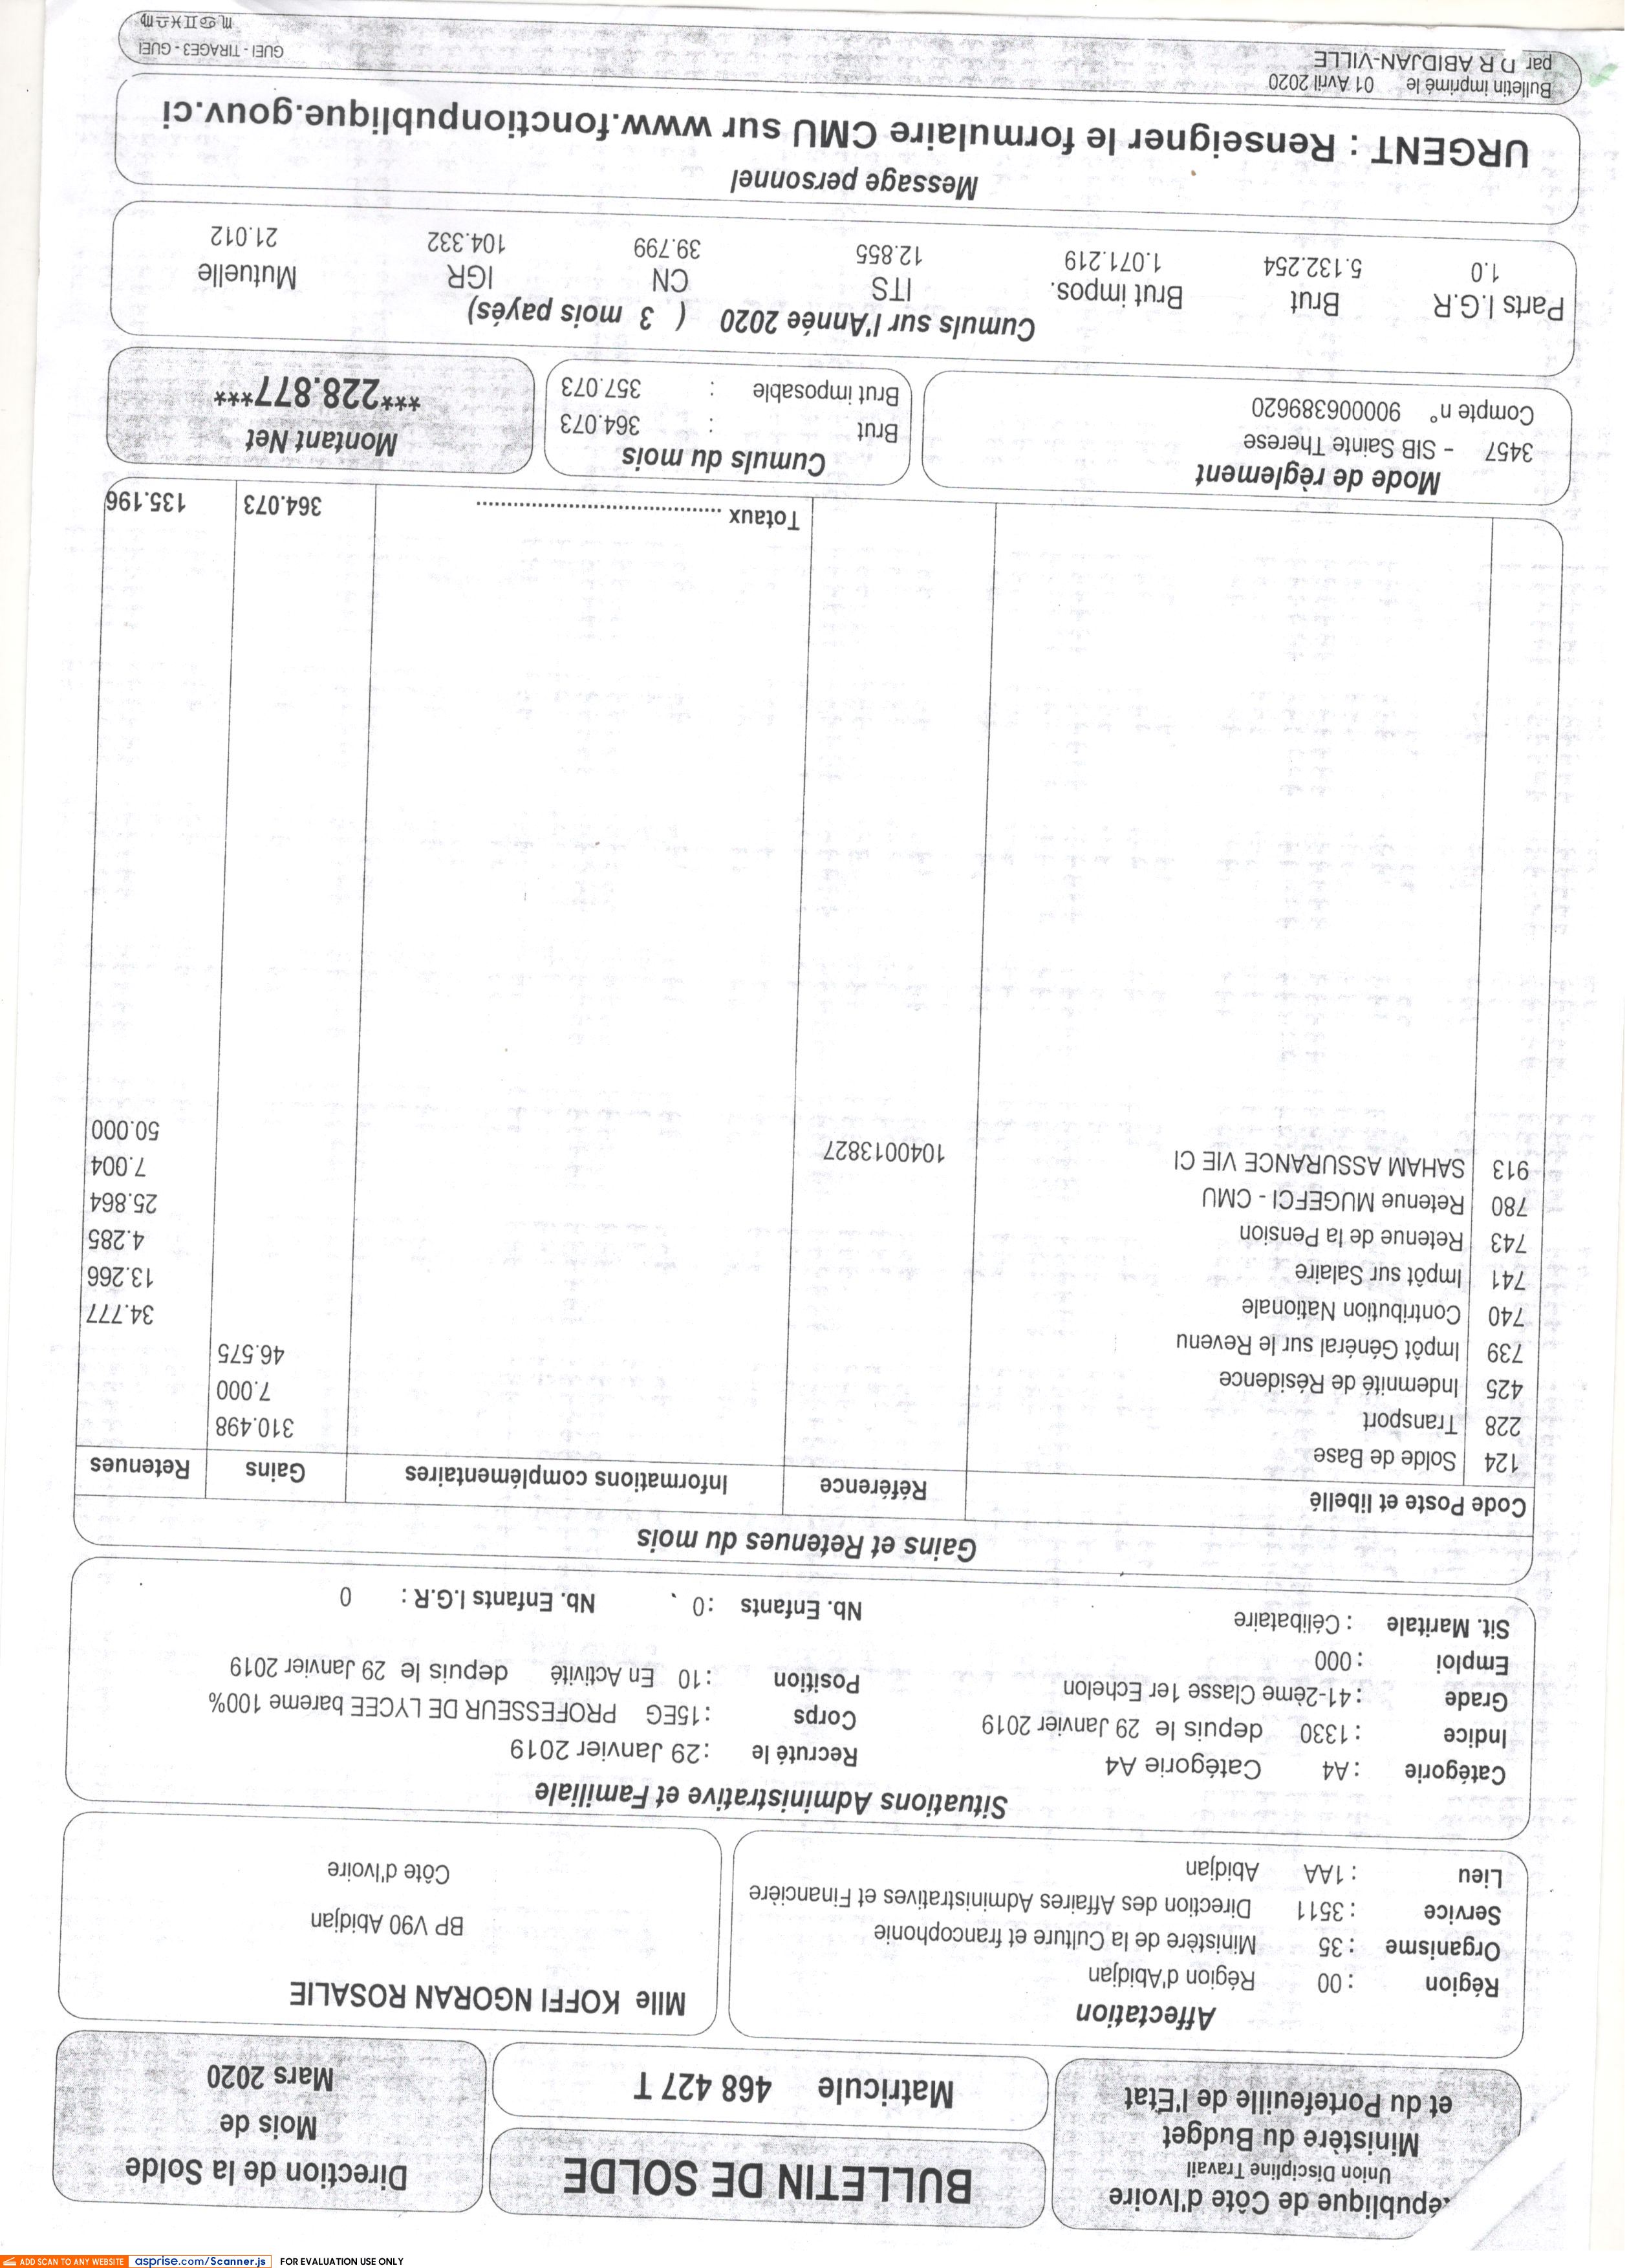 République de Côte d'Ivoire
Union Discipline Travail
Ministère du Budget
et du Portefeuille de l'Etat
BULLETIN DE SOLDE
Matricule 468 427 T
Direction de la Solde
Mois de
Mars 2020
Affectation
Région : 00 Région d'Abidjan
Organisme : 35 Ministère de la Culture et francophonie
Service : 3511 Direction des Affaires Administratives et Financière
Lieu : 1AA Abidjan
Mlle KOFFI NGORAN ROSALIE
BP V90 Abidjan
Côte d'Ivoire
Situations Administrative et Familiale
Catégorie : A4 Catégorie A4 Recruté le : 29 Janvier 2019
Indice : 1330 depuis le 29 Janvier 2019 Corps : 15EG PROFESSEUR DE LYCEE bareme 100%
Grade : 41-2ème Classe 1er Echelon Position : 10 En Activité depuis le 29 Janvier 2019
Emploi : 000
Sit. Maritale : Célibataire Nb. Enfants : 0 Nb. Enfants I.G.R : 0
Gains et Retenues du mois
Code Poste et libellé Référence Informations complémentaires Gains Retenues
124 Solde de Base 310.498
228 Transport 7.000
425 Indemnité de Résidence 46.575
739 Impôt Général sur le Revenu 34.777
740 Contribution Nationale 13.266
741 Impôt sur Salaire 4.285
743 Retenue de la Pension 25.864
780 Retenue MUGEFCI - CMU 7.004
913 SAHAM ASSURANCE VIE CI 1040013827 50.000
Totaux ........................................ 364.073 135.196
Mode de règlement
3457 - SIB Sainte Therese
Compte n° 900006389620
Cumuls du mois
Brut : 364.073
Brut imposable : 357.073
Montant Net
***228.877***
Cumuls sur l'Année 2020 ( 3 mois payés)
Parts I.G.R Brut Brut impos. ITS CN IGR Mutuelle
1.0 5.132.254 1.071.219 12.855 39.799 104.332 21.012
Message personnel
URGENT : Renseigner le formulaire CMU sur www.fonctionpublique.gouv.ci
Bulletin imprimé le 01 Avril 2020
par D R ABIDJAN-VILLE
GUEI - TIRAGE3 - GUEI
♏♋♊♓♎♍
ADD SCAN TO ANY WEBSITE asprise.com/Scanner.js FOR EVALUATION USE ONLY